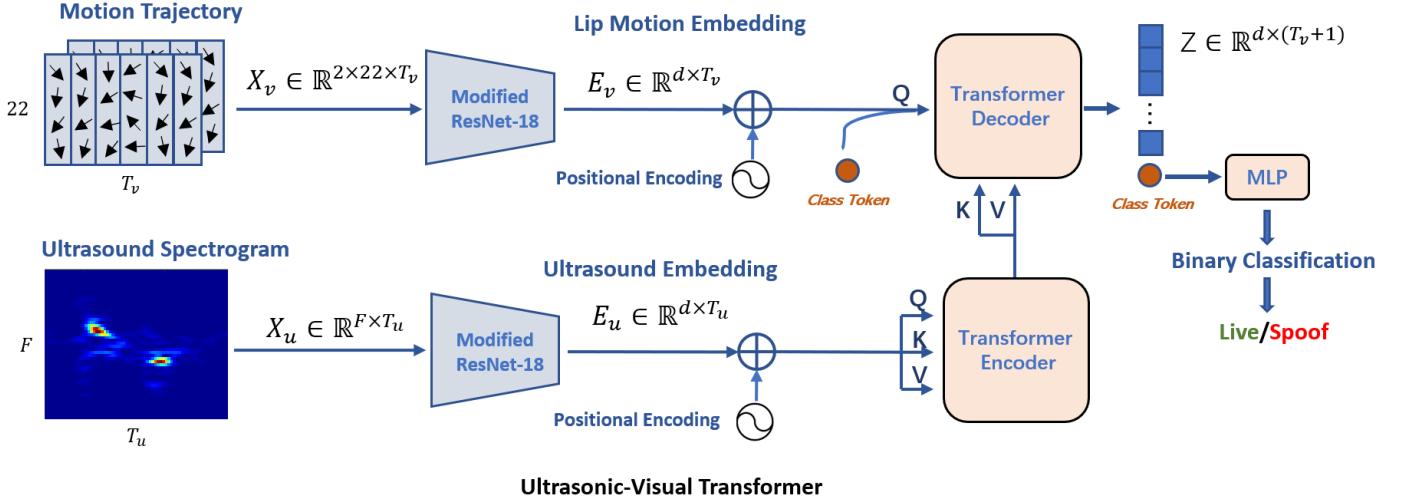 Motion Trajectory
22
T_v
X_v ∈ ℝ^{2×22×T_v}
Modified
ResNet-18
Lip Motion Embedding
E_v ∈ ℝ^{d×T_v}
Positional Encoding
Class Token
Q
Transformer
Decoder
K V
Z ∈ ℝ^{d×(T_v+1)}
Class Token
MLP
Binary Classification
Live/Spoof
Ultrasound Spectrogram
F
T_u
X_u ∈ ℝ^{F×T_u}
Modified
ResNet-18
Ultrasound Embedding
E_u ∈ ℝ^{d×T_u}
Positional Encoding
Q
K
V
Transformer
Encoder
Ultrasonic-Visual Transformer